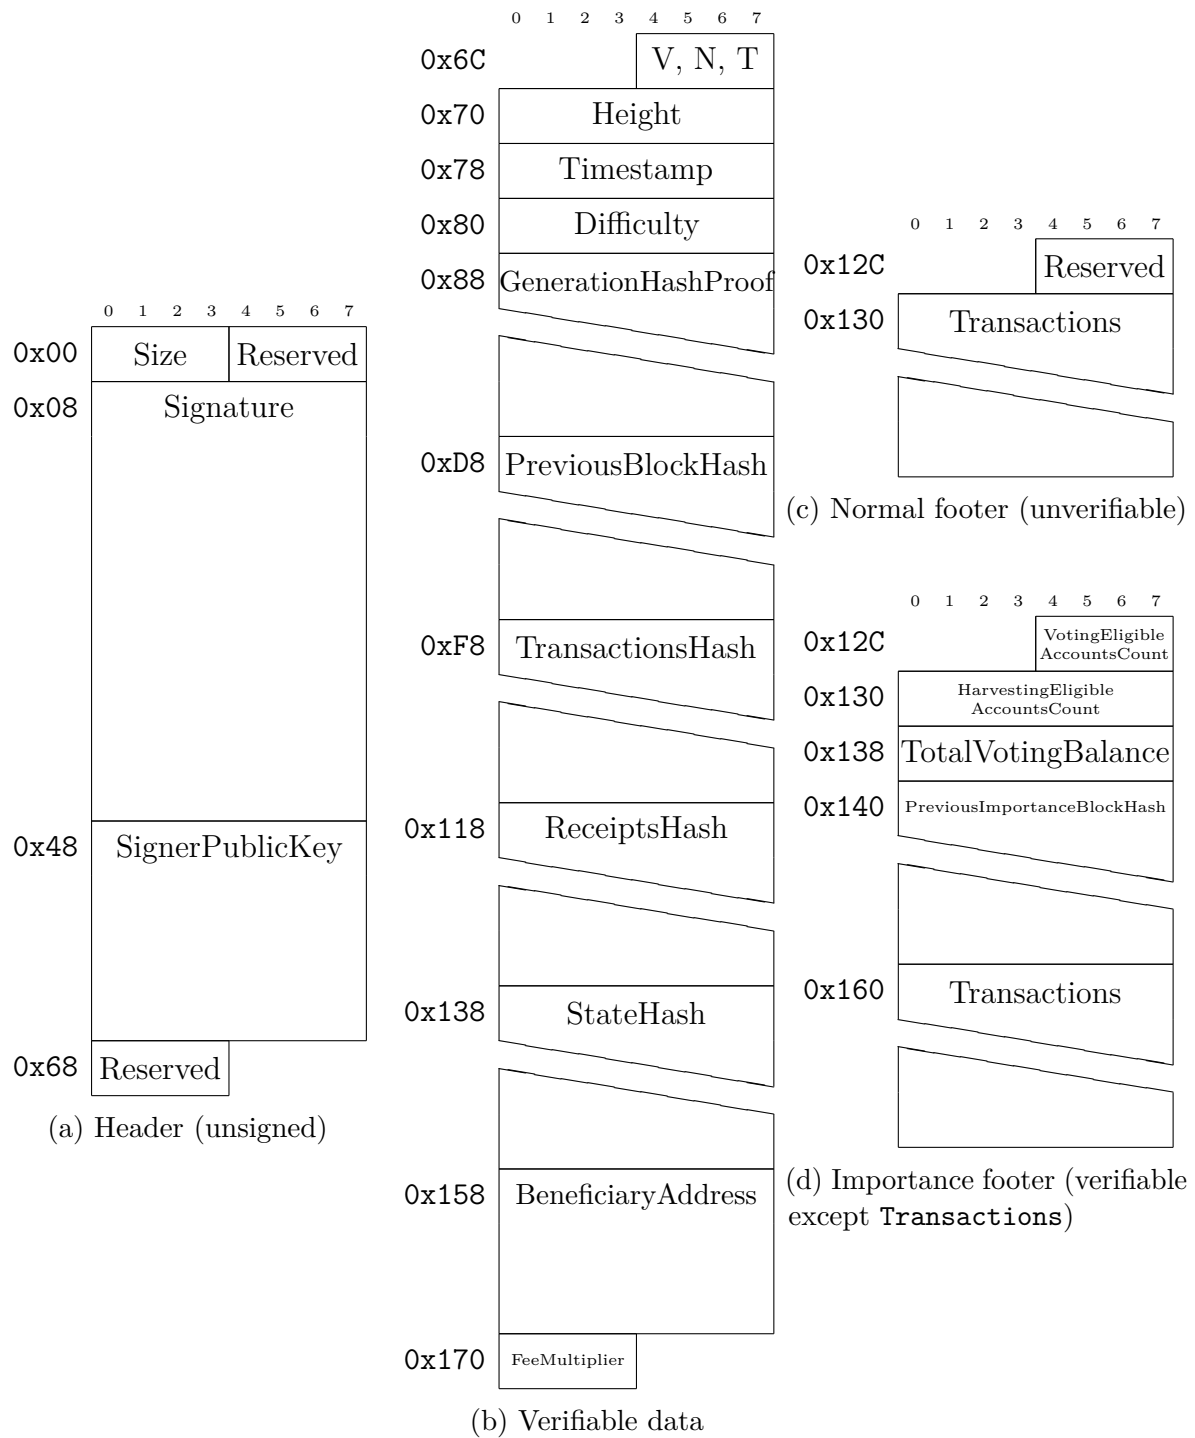 0 1 2 3 4 5 6 7
0x00 Size Reserved
0x08 Signature
0x48 SignerPublicKey
0x68 Reserved
(a) Header (unsigned)
0 1 2 3 4 5 6 7
0x6C V, N, T
0x70 Height
0x78 Timestamp
0x80 Difficulty
0x88 GenerationHashProof
0xD8 PreviousBlockHash
0xF8 TransactionsHash
0x118 ReceiptsHash
0x138 StateHash
0x158 BeneficiaryAddress
0x170 FeeMultiplier
(b) Verifiable data
0 1 2 3 4 5 6 7
0x12C Reserved
0x130 Transactions
(c) Normal footer (unverifiable)
0 1 2 3 4 5 6 7
0x12C VotingEligible
AccountsCount
0x130 HarvestingEligible
AccountsCount
0x138 TotalVotingBalance
0x140 PreviousImportanceBlockHash
0x160 Transactions
(d) Importance footer (verifiable
except Transactions)